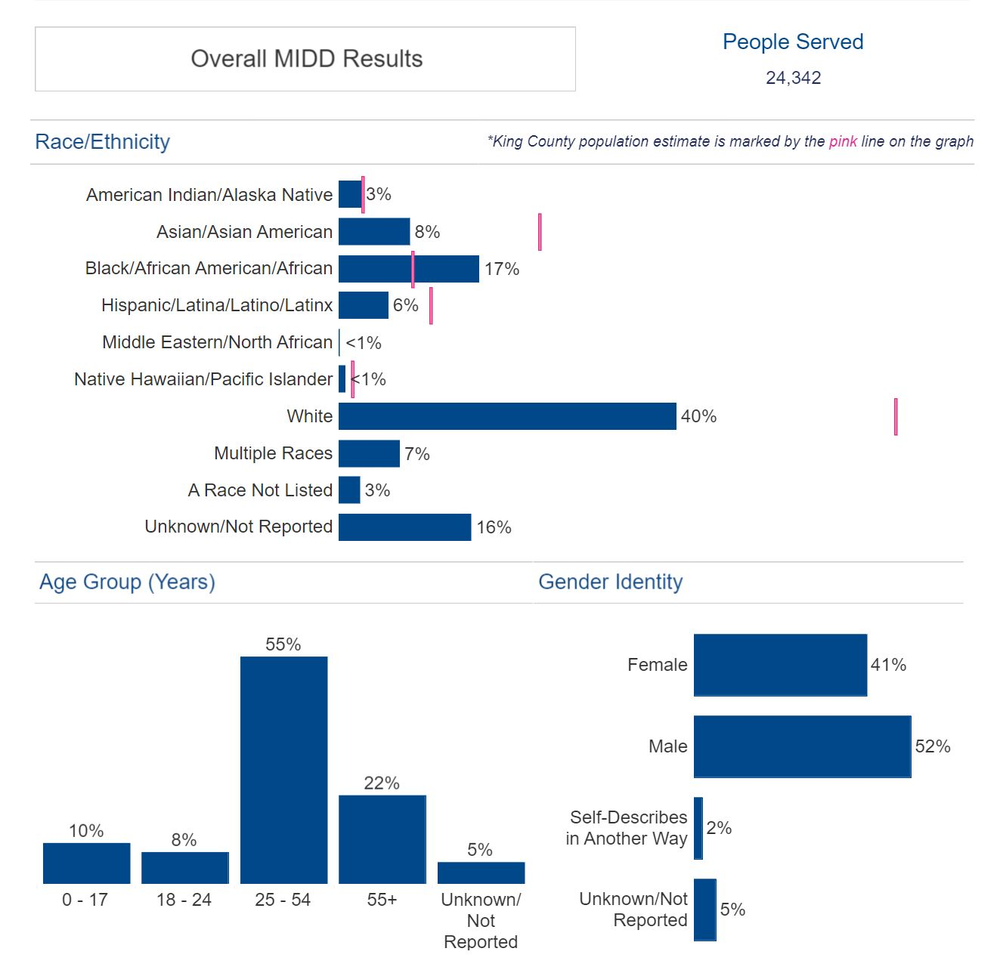 Overall MIDD Results
People Served
24,342
Race/Ethnicity
*King County population estimate is marked by the pink line on the graph
American Indian/Alaska Native 3%
Asian/Asian American 8%
Black/African American/African 17%
Hispanic/Latina/Latino/Latinx 6%
Middle Eastern/North African <1%
Native Hawaiian/Pacific Islander <1%
White 40%
Multiple Races 7%
A Race Not Listed 3%
Unknown/Not Reported 16%
Age Group (Years)
55%
22%
10%
8%
5%
0 - 17
18 - 24
25 - 54
55+
Unknown/
Not
Reported
Gender Identity
Female 41%
Male 52%
Self-Describes
in Another Way 2%
Unknown/Not
Reported 5%